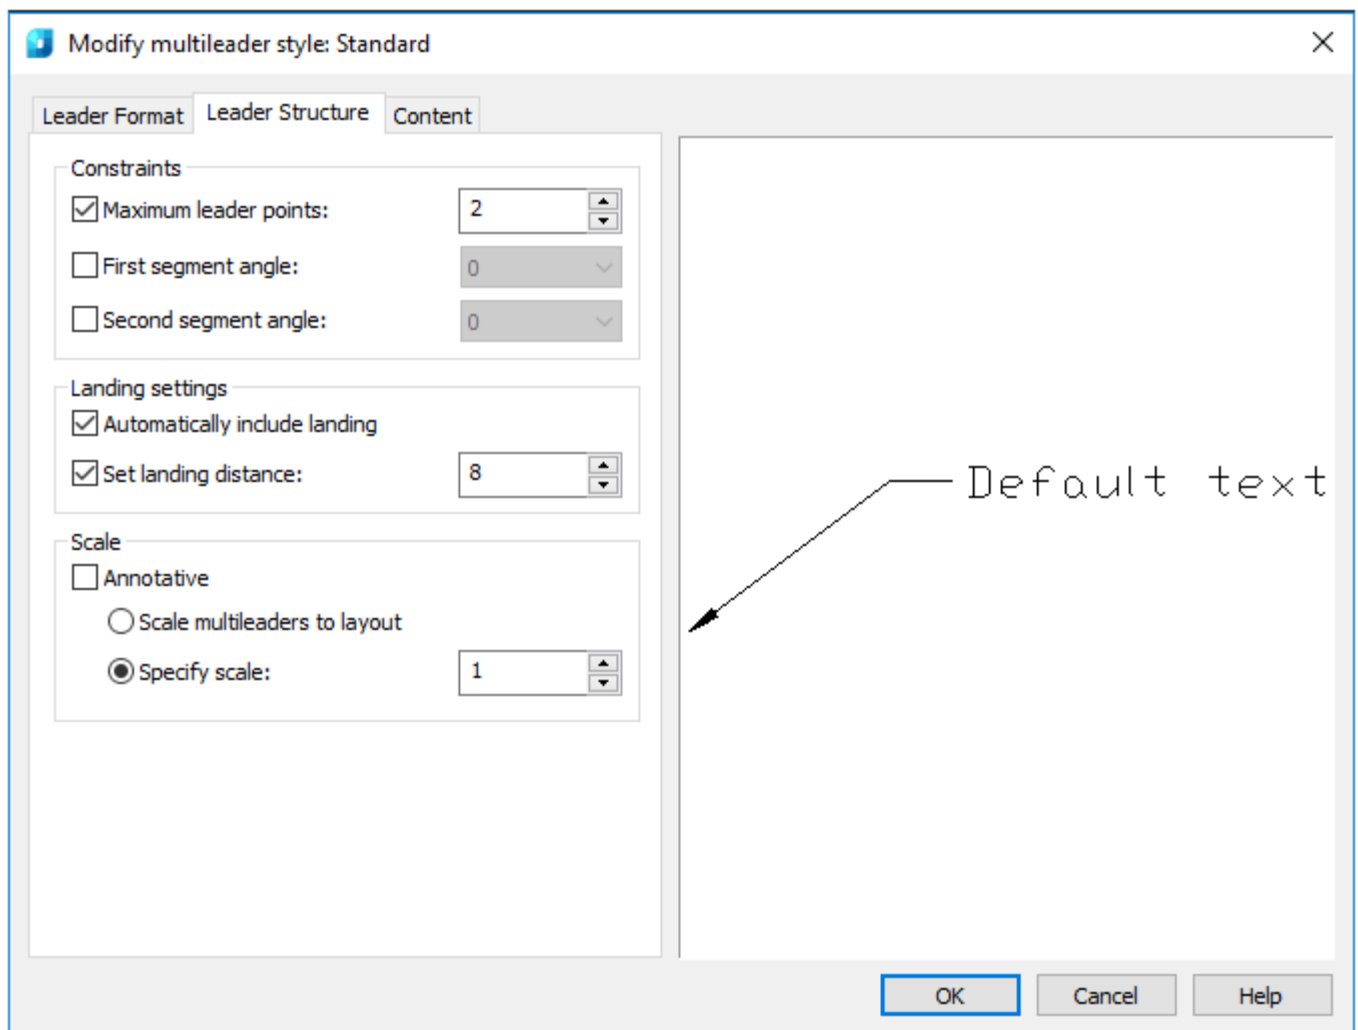 Modify multileader style: Standard
Leader Format Leader Structure Content
Constraints
Maximum leader points: 2
First segment angle: 0
Second segment angle: 0
Landing settings
Automatically include landing
Set landing distance: 8
Scale
Annotative
Scale multileaders to layout
Specify scale: 1
Default text
OK Cancel Help